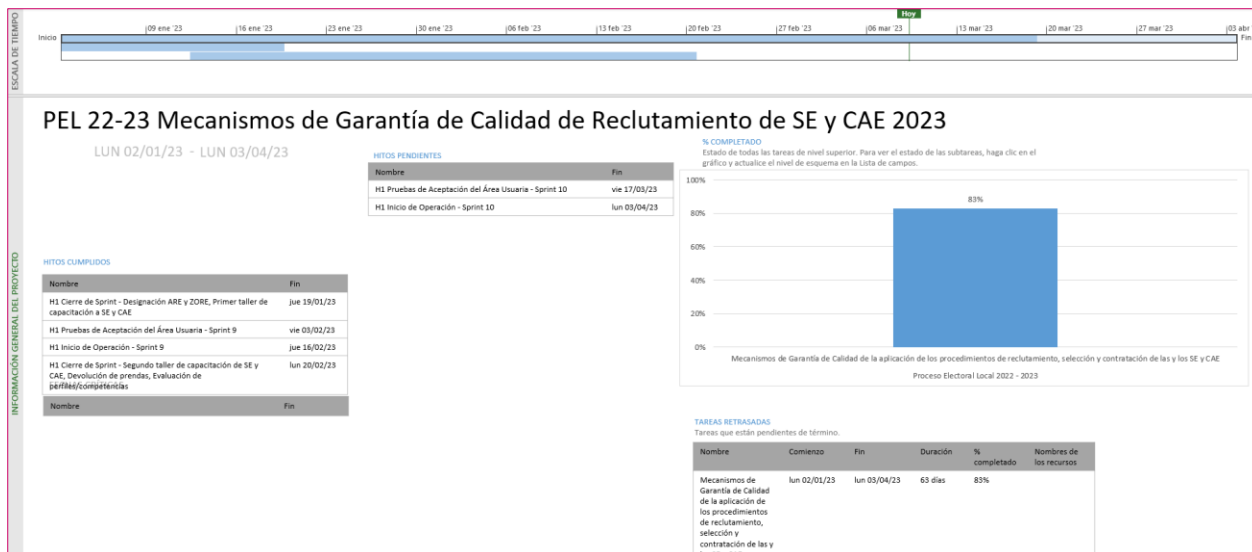 ESCALA DE TIEMPO
Hoy
09 ene '23
16 ene '23
23 ene '23
30 ene '23
06 feb '23
13 feb '23
20 feb '23
27 feb '23
06 mar '23
13 mar '23
20 mar '23
27 mar '23
03 abr '
Inicio
Fin
INFORMACIÓN GENERAL DEL PROYECTO
PEL 22-23 Mecanismos de Garantía de Calidad de Reclutamiento de SE y CAE 2023
LUN 02/01/23 - LUN 03/04/23
HITOS PENDIENTES
Nombre Fin
H1 Pruebas de Aceptación del Área Usuaria - Sprint 10 vie 17/03/23
H1 Inicio de Operación - Sprint 10 lun 03/04/23
HITOS CUMPLIDOS
Nombre Fin
H1 Cierre de Sprint - Designación ARE y ZORE, Primer taller de jue 19/01/23
capacitación a SE y CAE
H1 Pruebas de Aceptación del Área Usuaria - Sprint 9 vie 03/02/23
H1 Inicio de Operación - Sprint 9 jue 16/02/23
H1 Cierre de Sprint - Segundo taller de capacitación de SE y lun 20/02/23
CAE, Devolución de prendas, Evaluación de
perfiles/competencias
Nombre Fin
% COMPLETADO
Estado de todas las tareas de nivel superior. Para ver el estado de las subtareas, haga clic en el
gráfico y actualice el nivel de esquema en la Lista de campos.
100%
80%
60%
40%
20%
0%
83%
Mecanismos de Garantía de Calidad de la aplicación de los procedimientos de reclutamiento, selección y contratación de las y los SE y CAE
Proceso Electoral Local 2022 - 2023
TAREAS RETRASADAS
Tareas que están pendientes de término.
Nombre Comienzo Fin Duración % completado Nombres de los recursos
Mecanismos de lun 02/01/23 lun 03/04/23 63 días 83%
Garantía de Calidad
de la aplicación de
los procedimientos
de reclutamiento,
selección y
contratación de las y